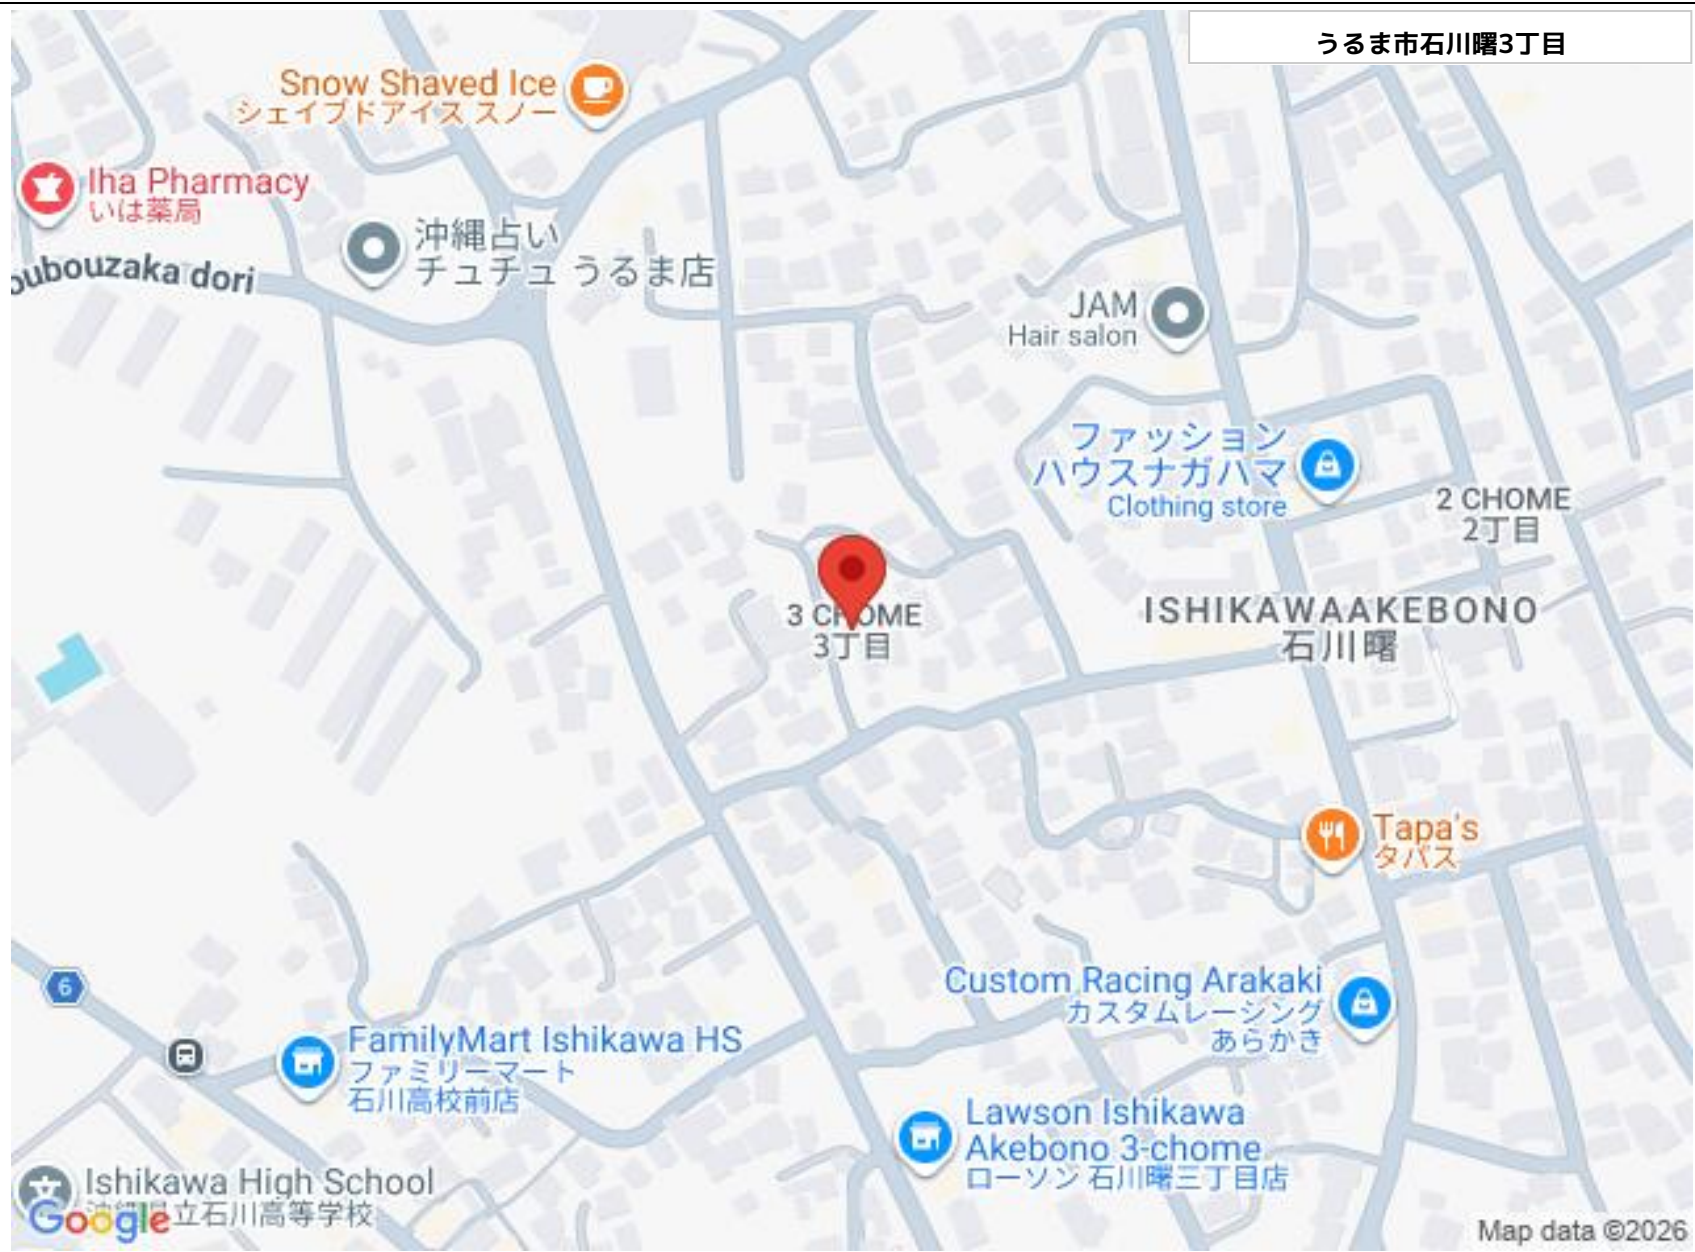 うるま市石川曙3丁目
Snow Shaved Ice
シェイブドアイス スノー
Iha Pharmacy
いは薬局
沖縄占い
チュチュ うるま店
oubouzaka dori
JAM
Hair salon
ファッション
ハウスナガハマ
Clothing store
2 CHOME
2丁目
3 CHOME
3丁目
ISHIKAWAAKEBONO
石川曙
Tapa's
タパス
Custom Racing Arakaki
カスタムレーシング
あらかき
6
FamilyMart Ishikawa HS
ファミリーマート
石川高校前店
Lawson Ishikawa
Akebono 3-chome
ローソン 石川曙三丁目店
Ishikawa High School
立石川高等学校
Google
Map data ©2026